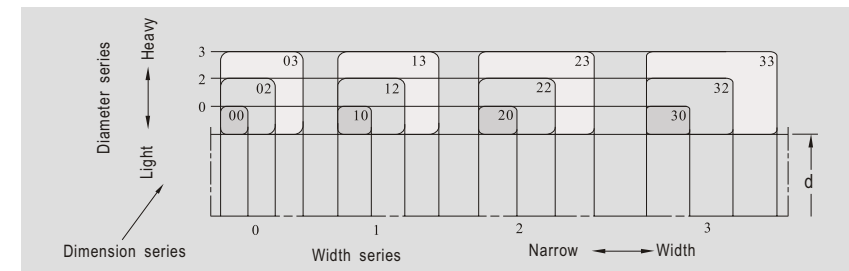 Diameter series
Heavy
Light
3 03 13 23 33
2 02 12 22 32
0 00 10 20 30
d
0 1 2 3
Dimension series
Width series
Narrow Width